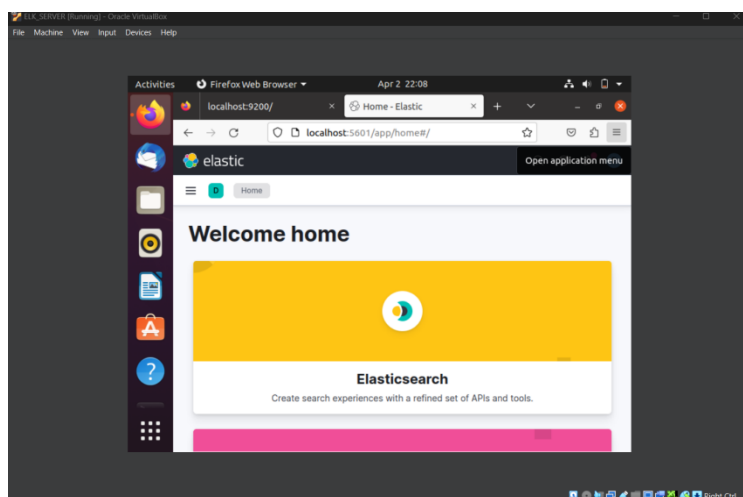 ELK_SERVER [Running] - Oracle VirtualBox
File Machine View Input Devices Help
Activities Firefox Web Browser Apr 2 22:08
localhost:9200/ Home - Elastic
localhost:5601/app/home#/
elastic Open application menu
D Home
Welcome home
Elasticsearch
Create search experiences with a refined set of APIs and tools.
Right Ctrl